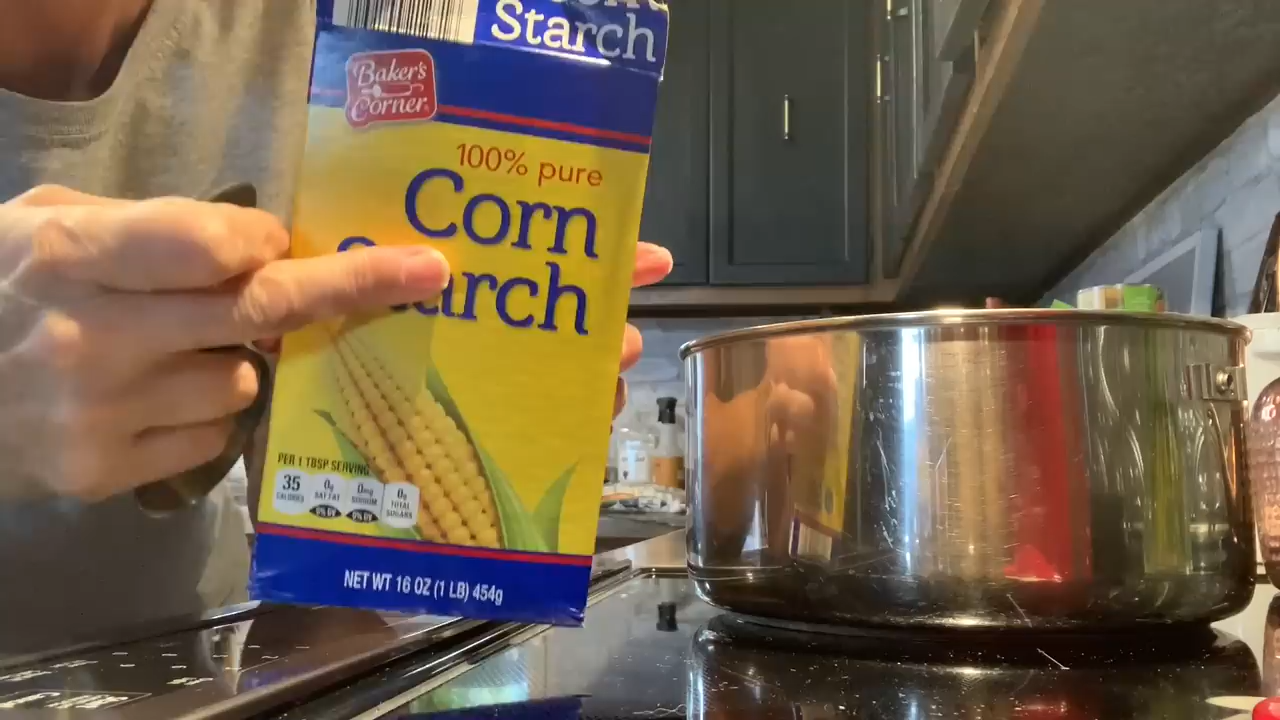 Starch
Baker's
Corner
100% pure
Corn
arch
PER 1 TBSP SERVING
35
CALORIES
0g
SAT FAT
0% DV
0mg
SODIUM
0% DV
0g
TOTAL
SUGARS
NET WT 16 OZ (1 LB) 454g